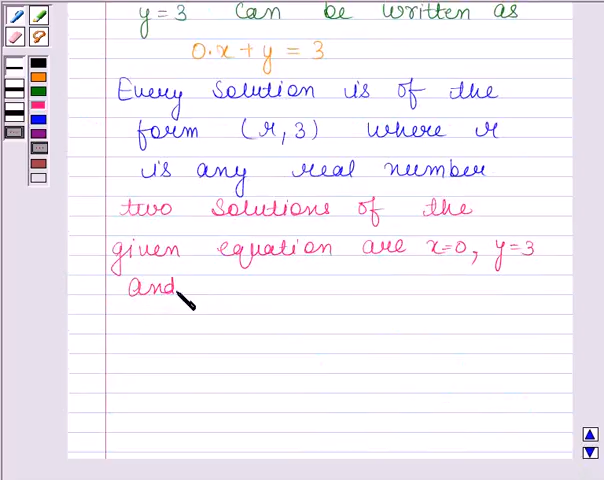 y=3 can be written as
0·x + y = 3
Every solution is of the
form (r, 3) where r
is any real number
two solutions of the
given equation are x=0, y=3
and